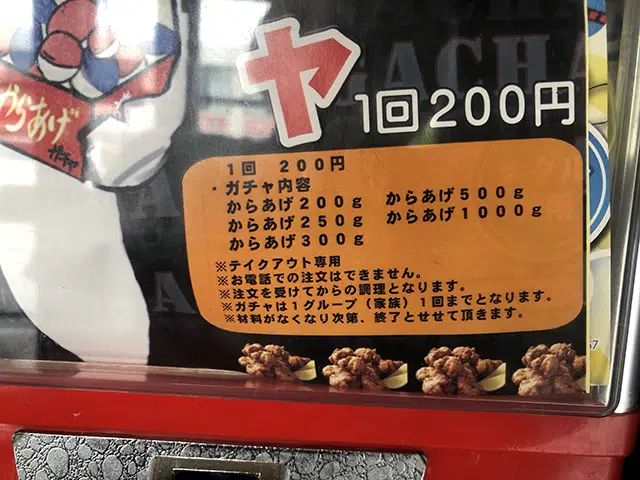 GACHA
ヤ
1回200円
からあげ
ガチャ
1回 200円
・ガチャ内容
からあげ200g からあげ500g
からあげ250g からあげ1000g
からあげ300g
※テイクアウト専用
※お電話での注文はできません。
※注文を受けてからの調理となります。
※ガチャは1グループ（家族）1回までとなります。
※材料がなくなり次第、終了とせせて頂きます。